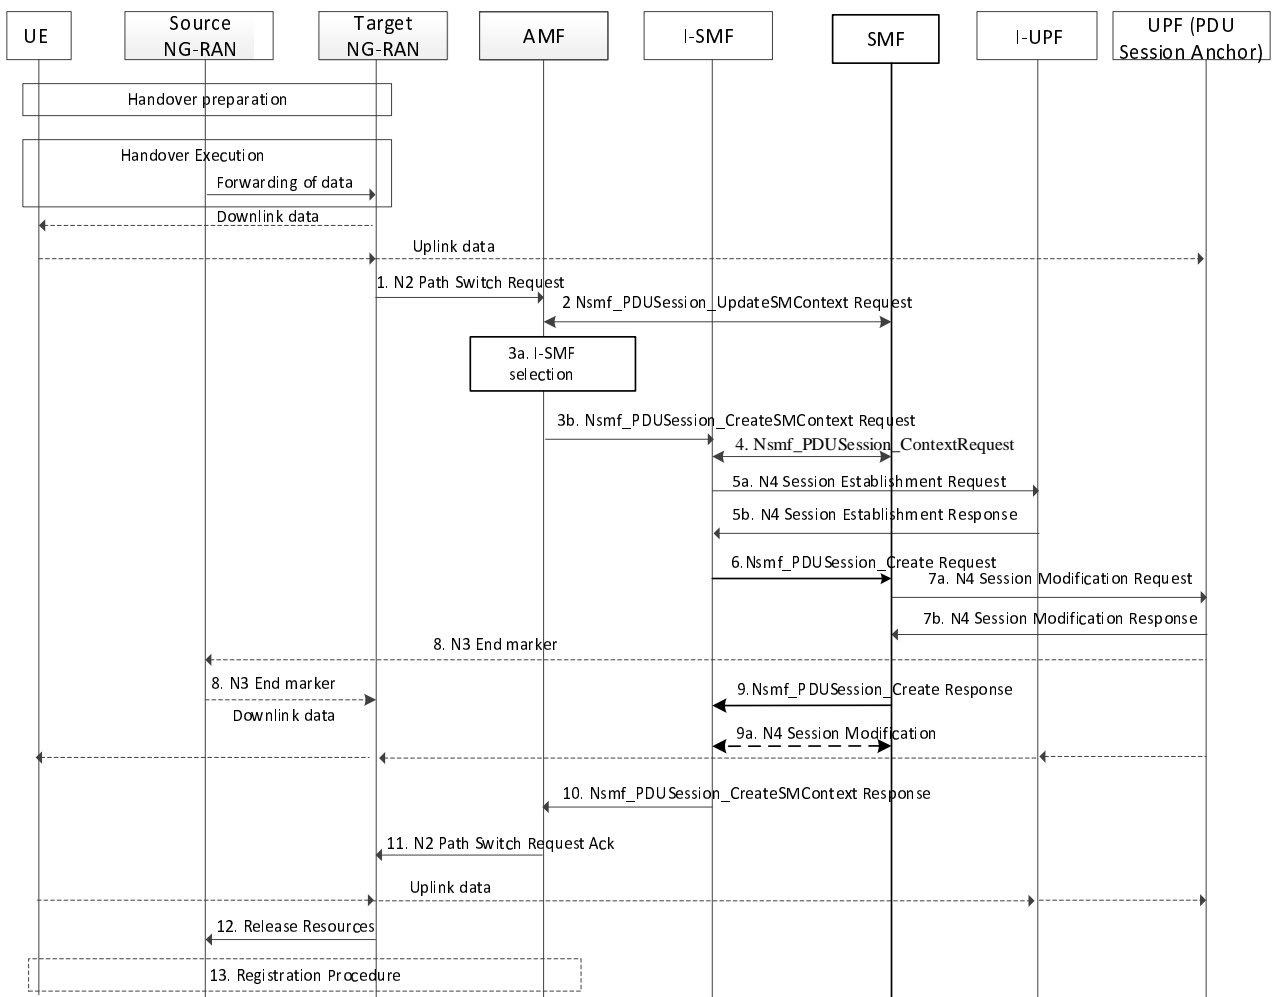 UE
Source
NG-RAN
Target
NG-RAN
AMF
I-SMF
SMF
I-UPF
UPF (PDU
Session Anchor)
Handover preparation
Handover Execution
Forwarding of data
Downlink data
Uplink data
1. N2 Path Switch Request
2 Nsmf_PDUSession_UpdateSMContext Request
3a. I-SMF
selection
3b. Nsmf_PDUSession_CreateSMContext Request
4. Nsmf_PDUSession_ContextRequest
5a. N4 Session Establishment Request
5b. N4 Session Establishment Response
6.Nsmf_PDUSession_Create Request
7a. N4 Session Modification Request
7b. N4 Session Modification Response
8. N3 End marker
8. N3 End marker
9.Nsmf_PDUSession_Create Response
Downlink data
9a. N4 Session Modification
10. Nsmf_PDUSession_CreateSMContext Response
11. N2 Path Switch Request Ack
Uplink data
12. Release Resources
13. Registration Procedure